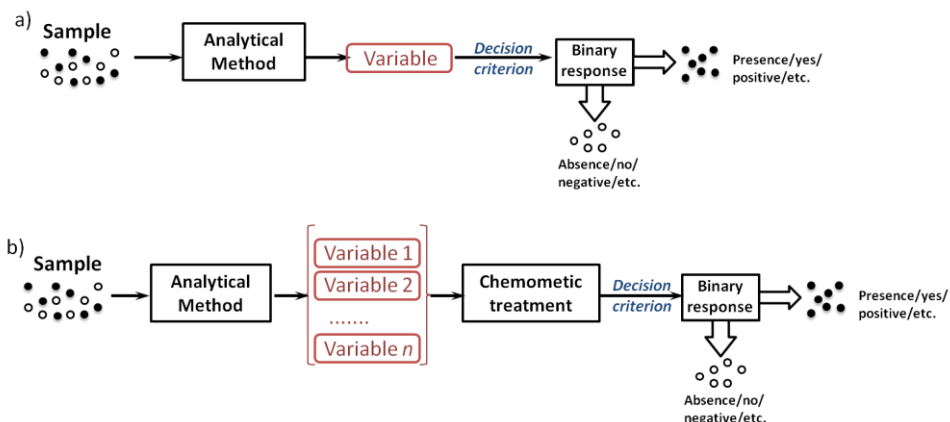 a)
Sample
Analytical
Method
Variable
Decision
criterion
Binary
response
Presence/yes/
positive/etc.
Absence/no/
negative/etc.
b)
Sample
Analytical
Method
Variable 1
Variable 2
.......
Variable n
Chemometic
treatment
Decision
criterion
Binary
response
Presence/yes/
positive/etc.
Absence/no/
negative/etc.